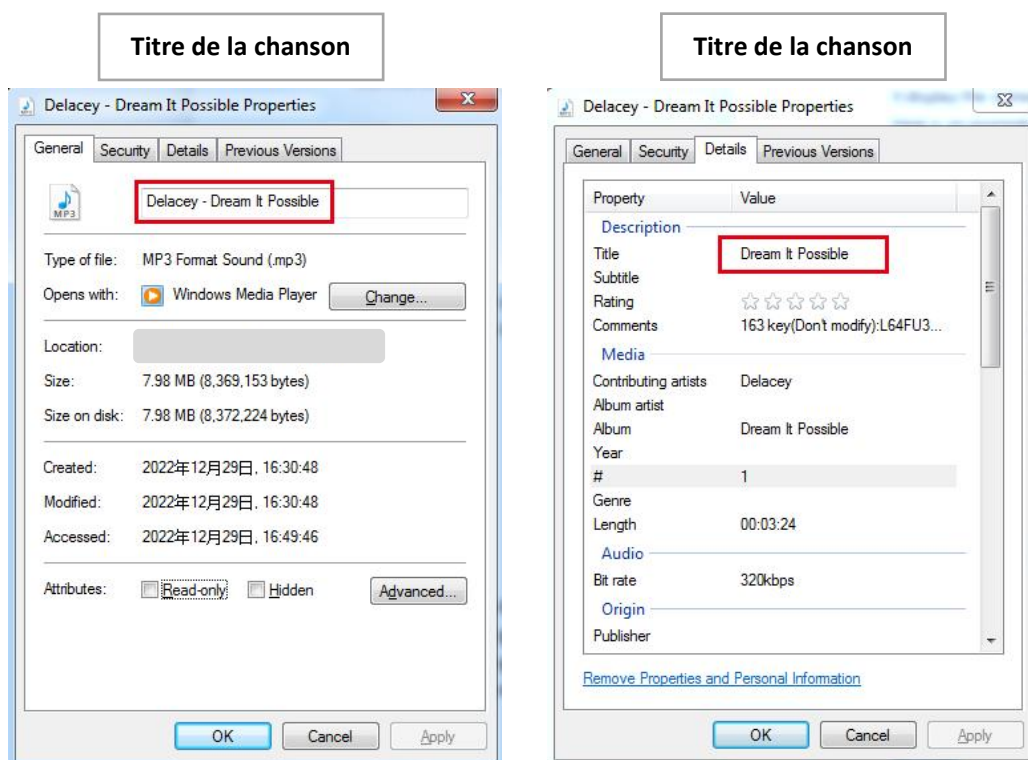 Titre de la chanson
Delacey - Dream It Possible Properties
General Security Details Previous Versions
MP3
Delacey - Dream It Possible
Type of file: MP3 Format Sound (.mp3)
Opens with: Windows Media Player Change...
Location:
Size: 7.98 MB (8,369,153 bytes)
Size on disk: 7.98 MB (8,372,224 bytes)
Created: 2022年12月29日, 16:30:48
Modified: 2022年12月29日, 16:30:48
Accessed: 2022年12月29日, 16:49:46
Attributes: Read-only Hidden Advanced...
OK Cancel Apply
Titre de la chanson
Delacey - Dream It Possible Properties
General Security Details Previous Versions
Property Value
Description
Title Dream It Possible
Subtitle
Rating
Comments 163 key(Don't modify):L64FU3...
Media
Contributing artists Delacey
Album artist
Album Dream It Possible
Year
# 1
Genre
Length 00:03:24
Audio
Bit rate 320kbps
Origin
Publisher
Remove Properties and Personal Information
OK Cancel Apply